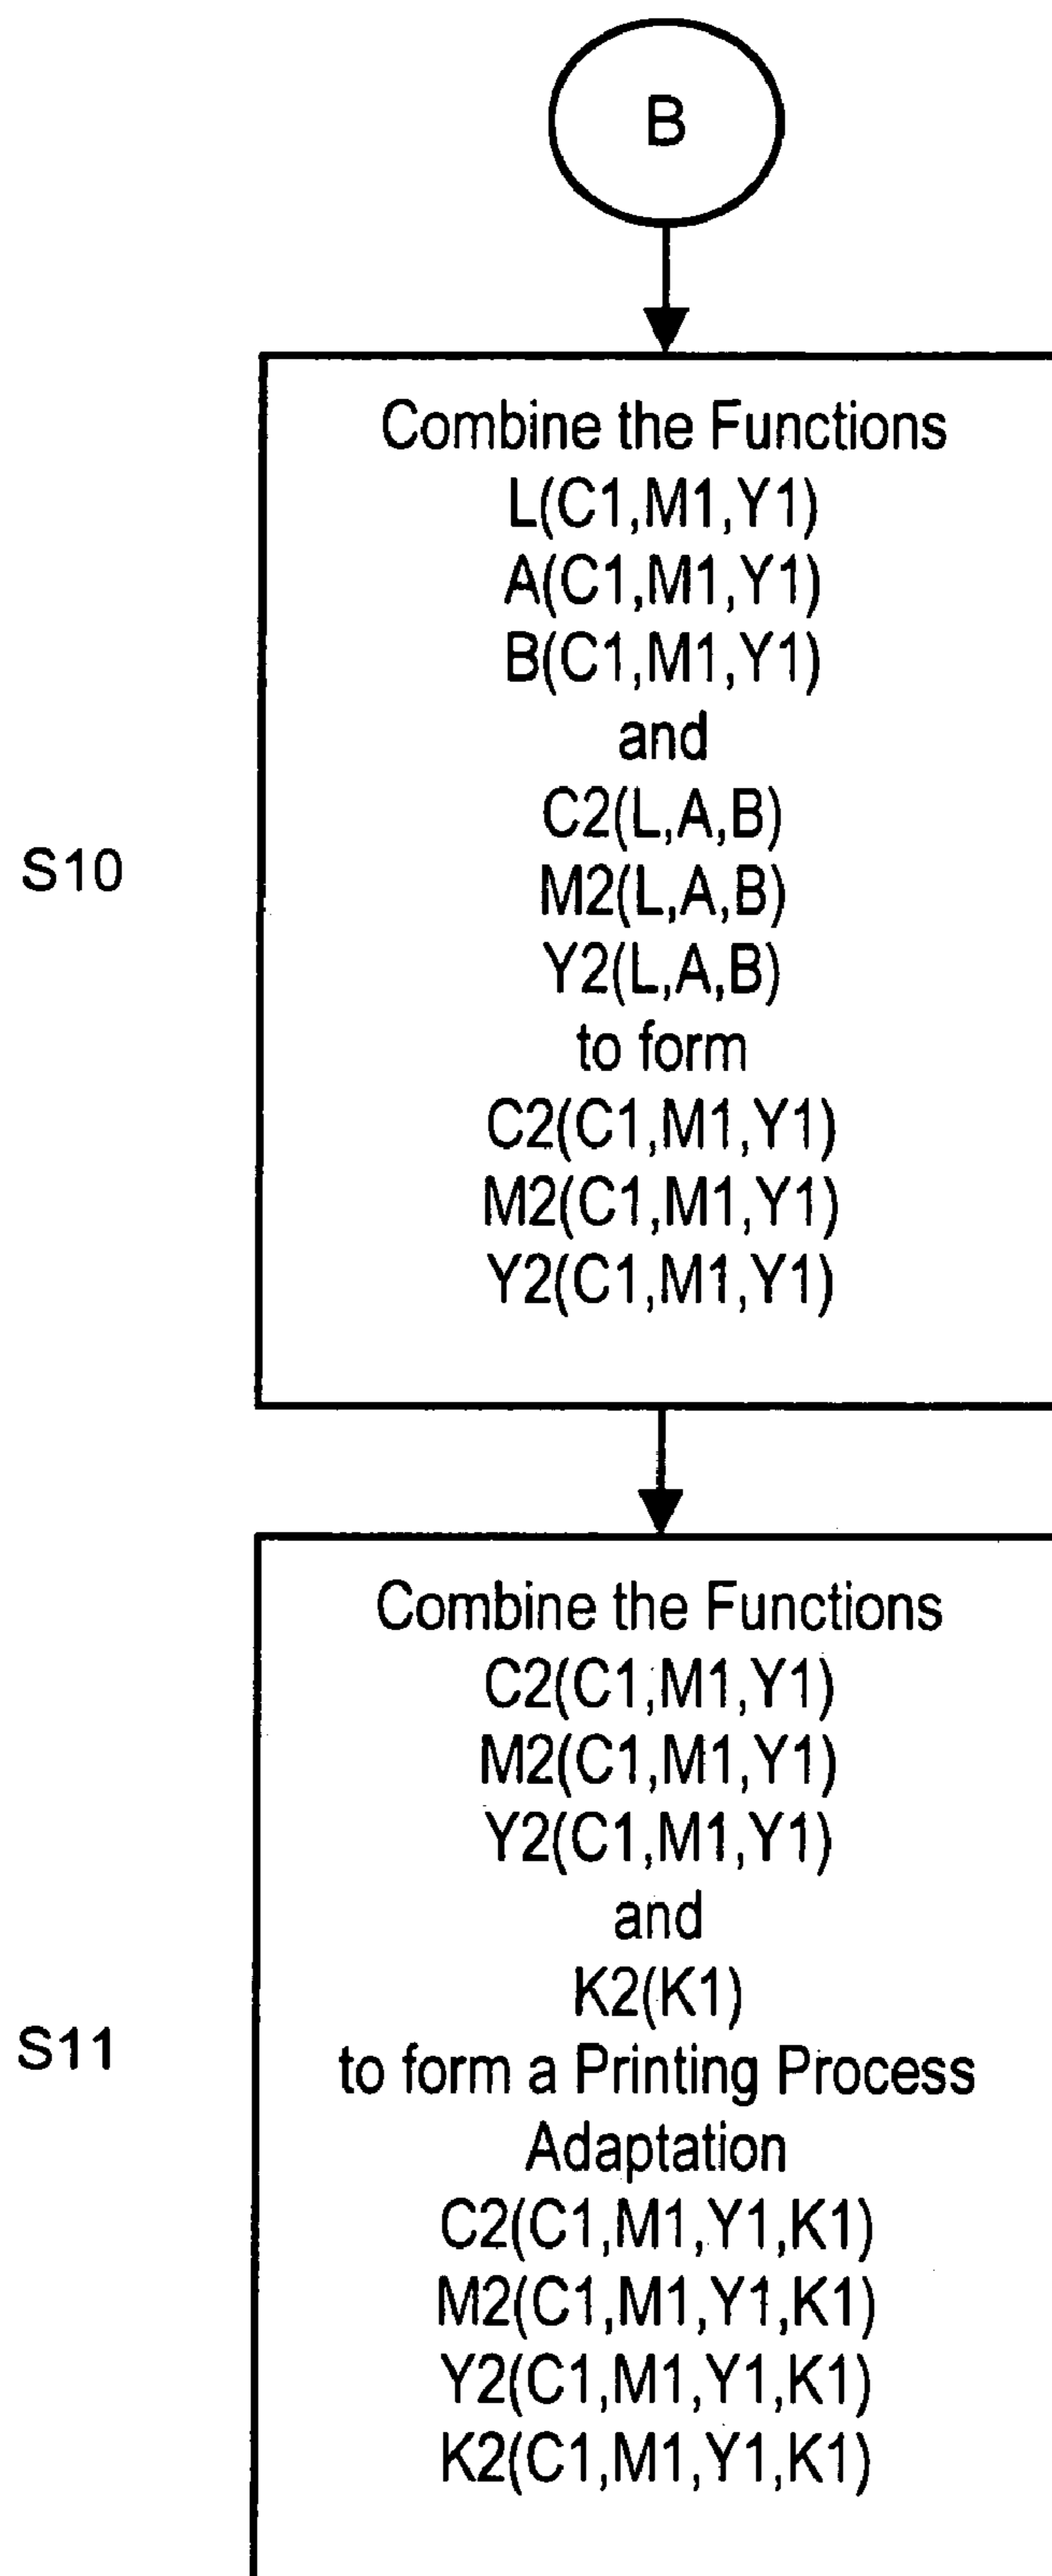 B
Combine the Functions
L(C1,M1,Y1)
A(C1,M1,Y1)
B(C1,M1,Y1)
and
C2(L,A,B)
S10
M2(L,A,B)
Y2(L,A,B)
to form
C2(C1,M1,Y1)
M2(C1,M1,Y1)
Y2(C1,M1,Y1)
Combine the Functions
C2(C1,M1,Y1)
M2(C1,M1,Y1)
Y2(C1,M1,Y1)
and
K2(K1)
S11
to form a Printing Process
Adaptation
C2(C1,M1,Y1,K1)
M2(C1,M1,Y1,K1)
Y2(C1,M1,Y1,K1)
K2(C1,M1,Y1,K1)